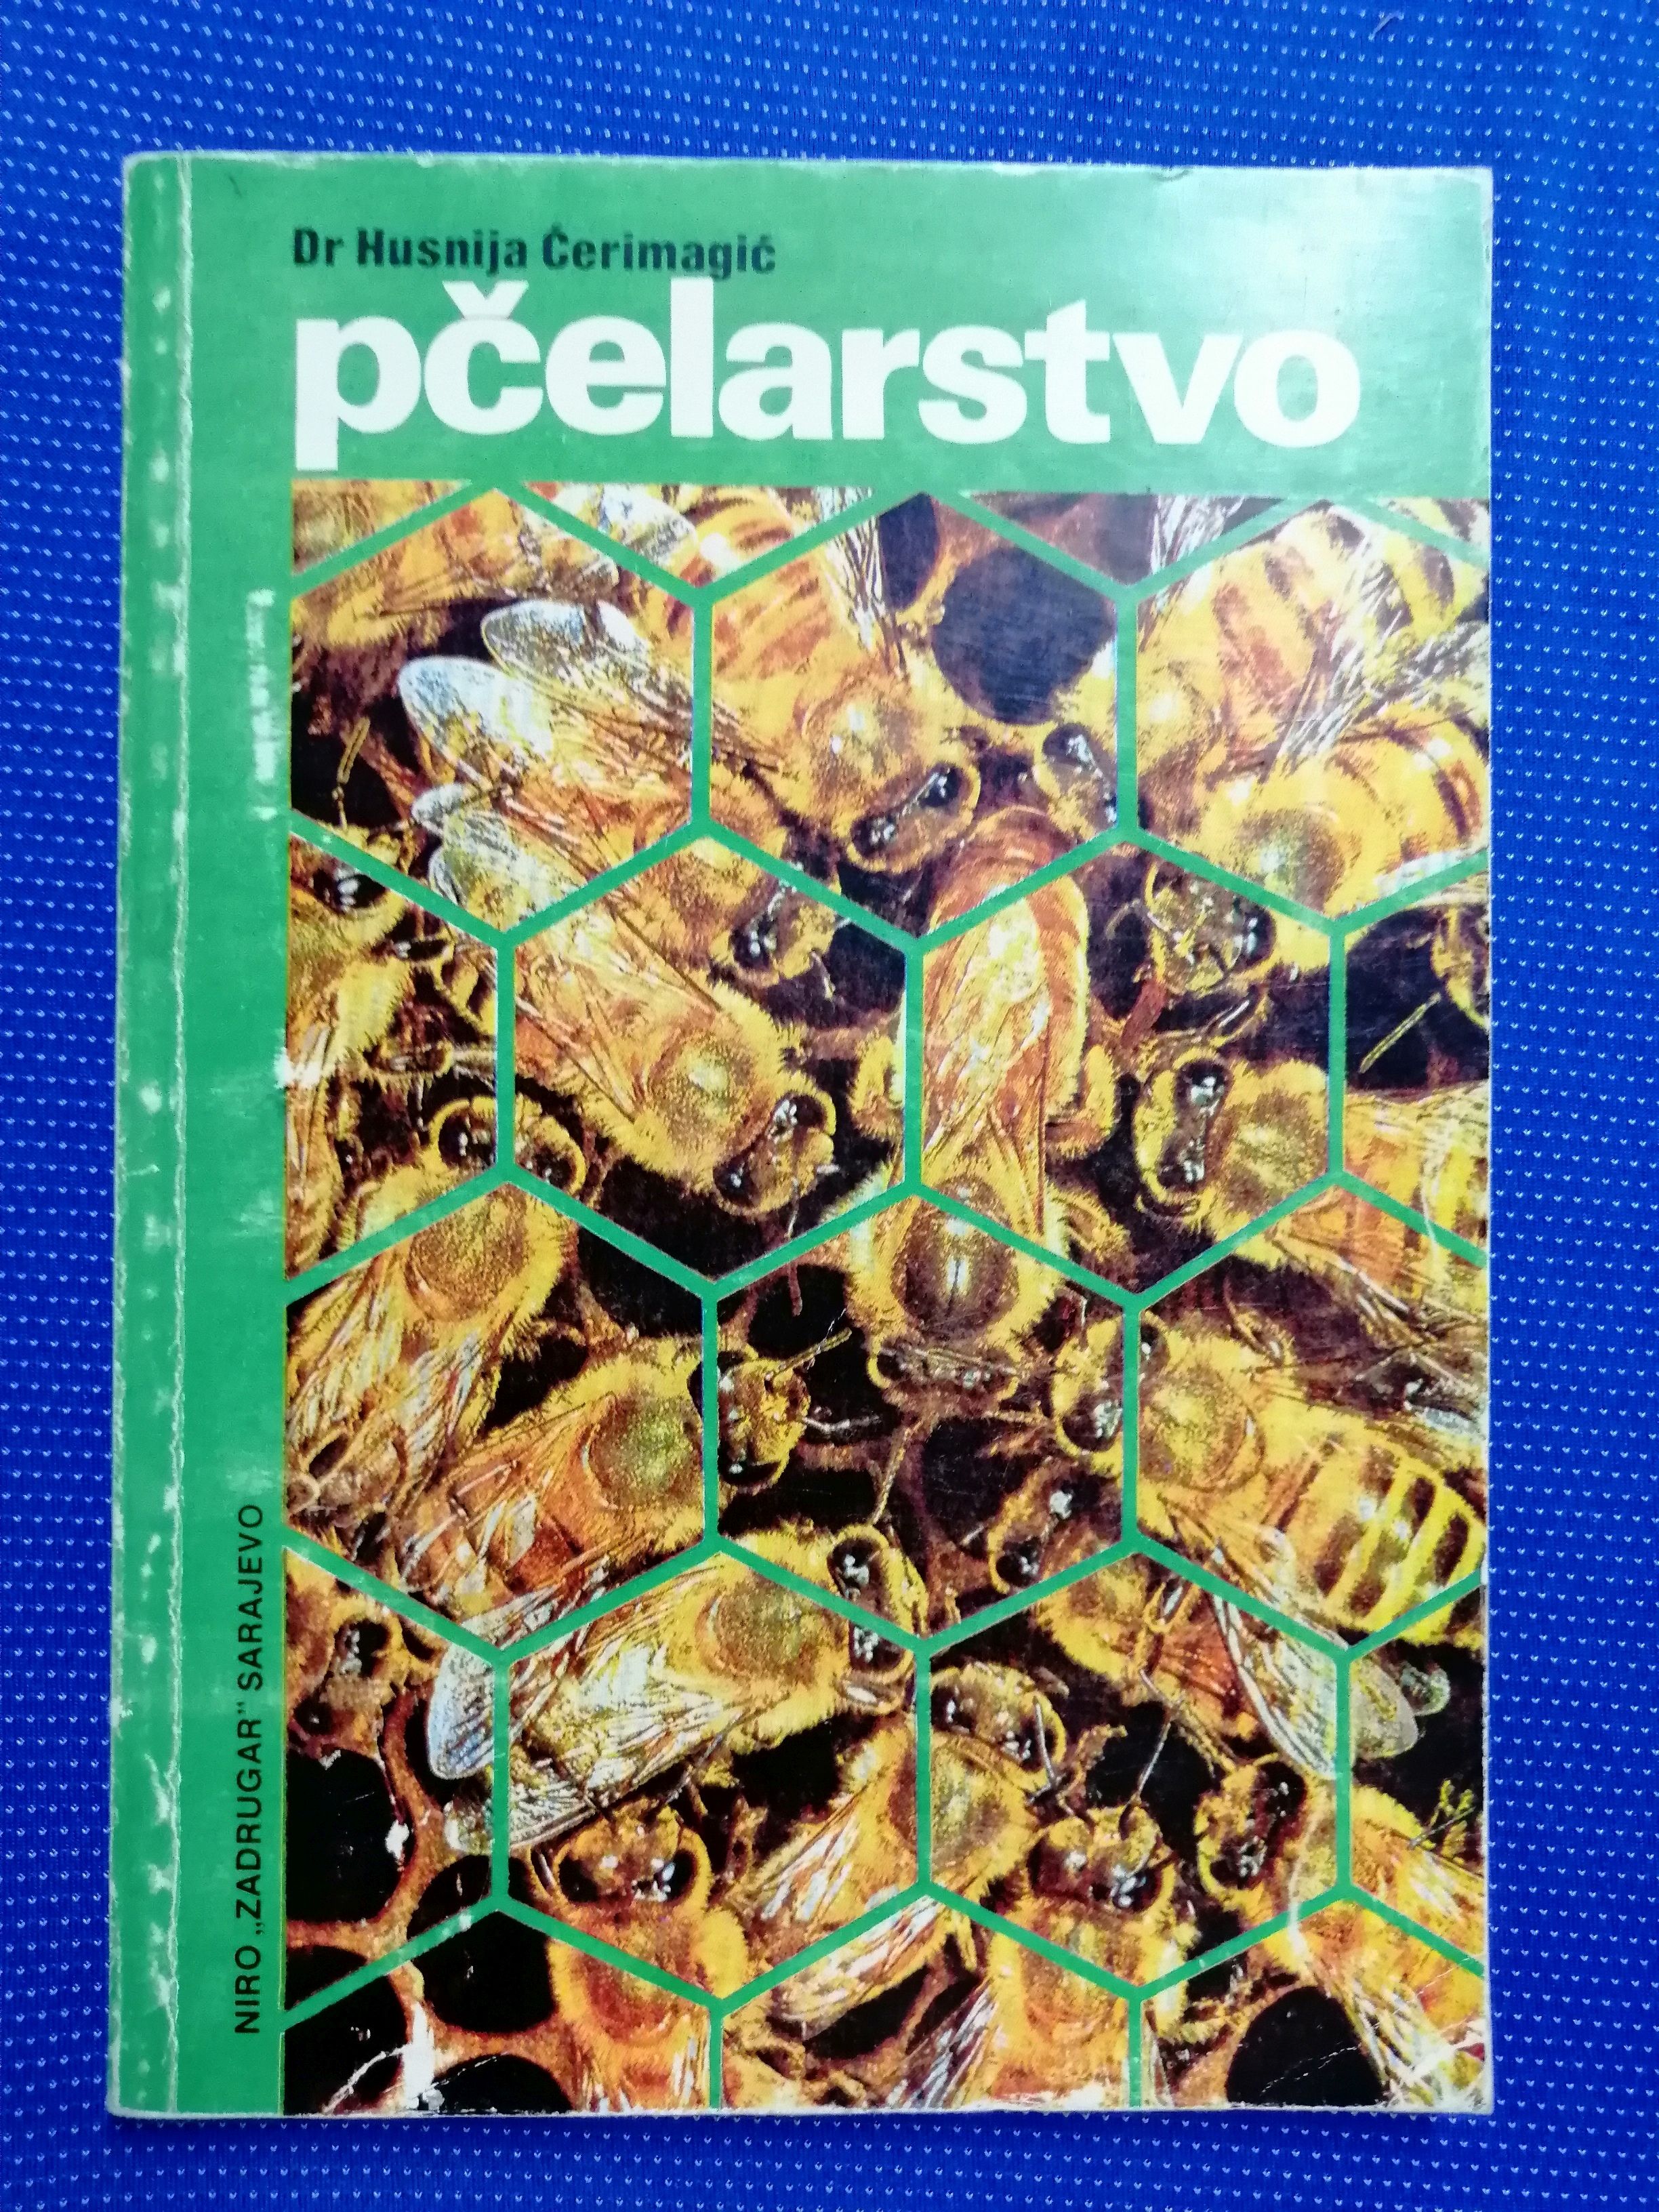 Dr Husnija Ćerimagić
pčelarstvo
NIRO „ZADRUGAR" SARAJEVO